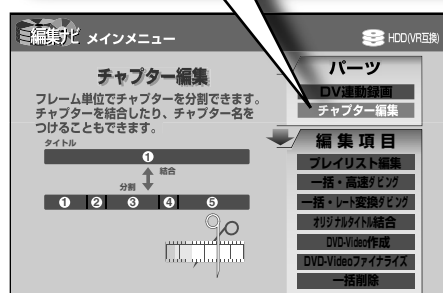 編集ナビ メインメニュー
HDD(VR互換)
チャプター編集
フレーム単位でチャプターを分割できます。
チャプターを結合したり、チャプター名を
つけることもできます。
タイトル
1
結合
分割
1 2 3 4 5
パーツ
DV連動録画
チャプター編集
編集項目
プレイリスト編集
一括・高速ダビング
一括・レート変換ダビング
オリジナルタイトル結合
DVD-Video作成
DVD-Videoファイナライズ
一括削除